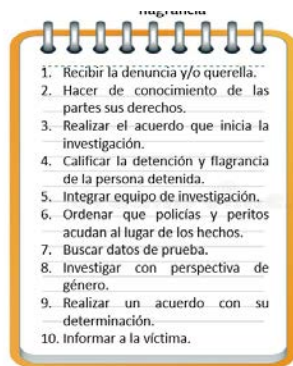 flagrancia
1. Recibir la denuncia y/o querella.
2. Hacer de conocimiento de las
partes sus derechos.
3. Realizar el acuerdo que inicia la
investigación.
4. Calificar la detención y flagrancia
de la persona detenida.
5. Integrar equipo de investigación.
6. Ordenar que policías y peritos
acudan al lugar de los hechos.
7. Buscar datos de prueba.
8. Investigar con perspectiva de
género.
9. Realizar un acuerdo con su
determinación.
10. Informar a la víctima.